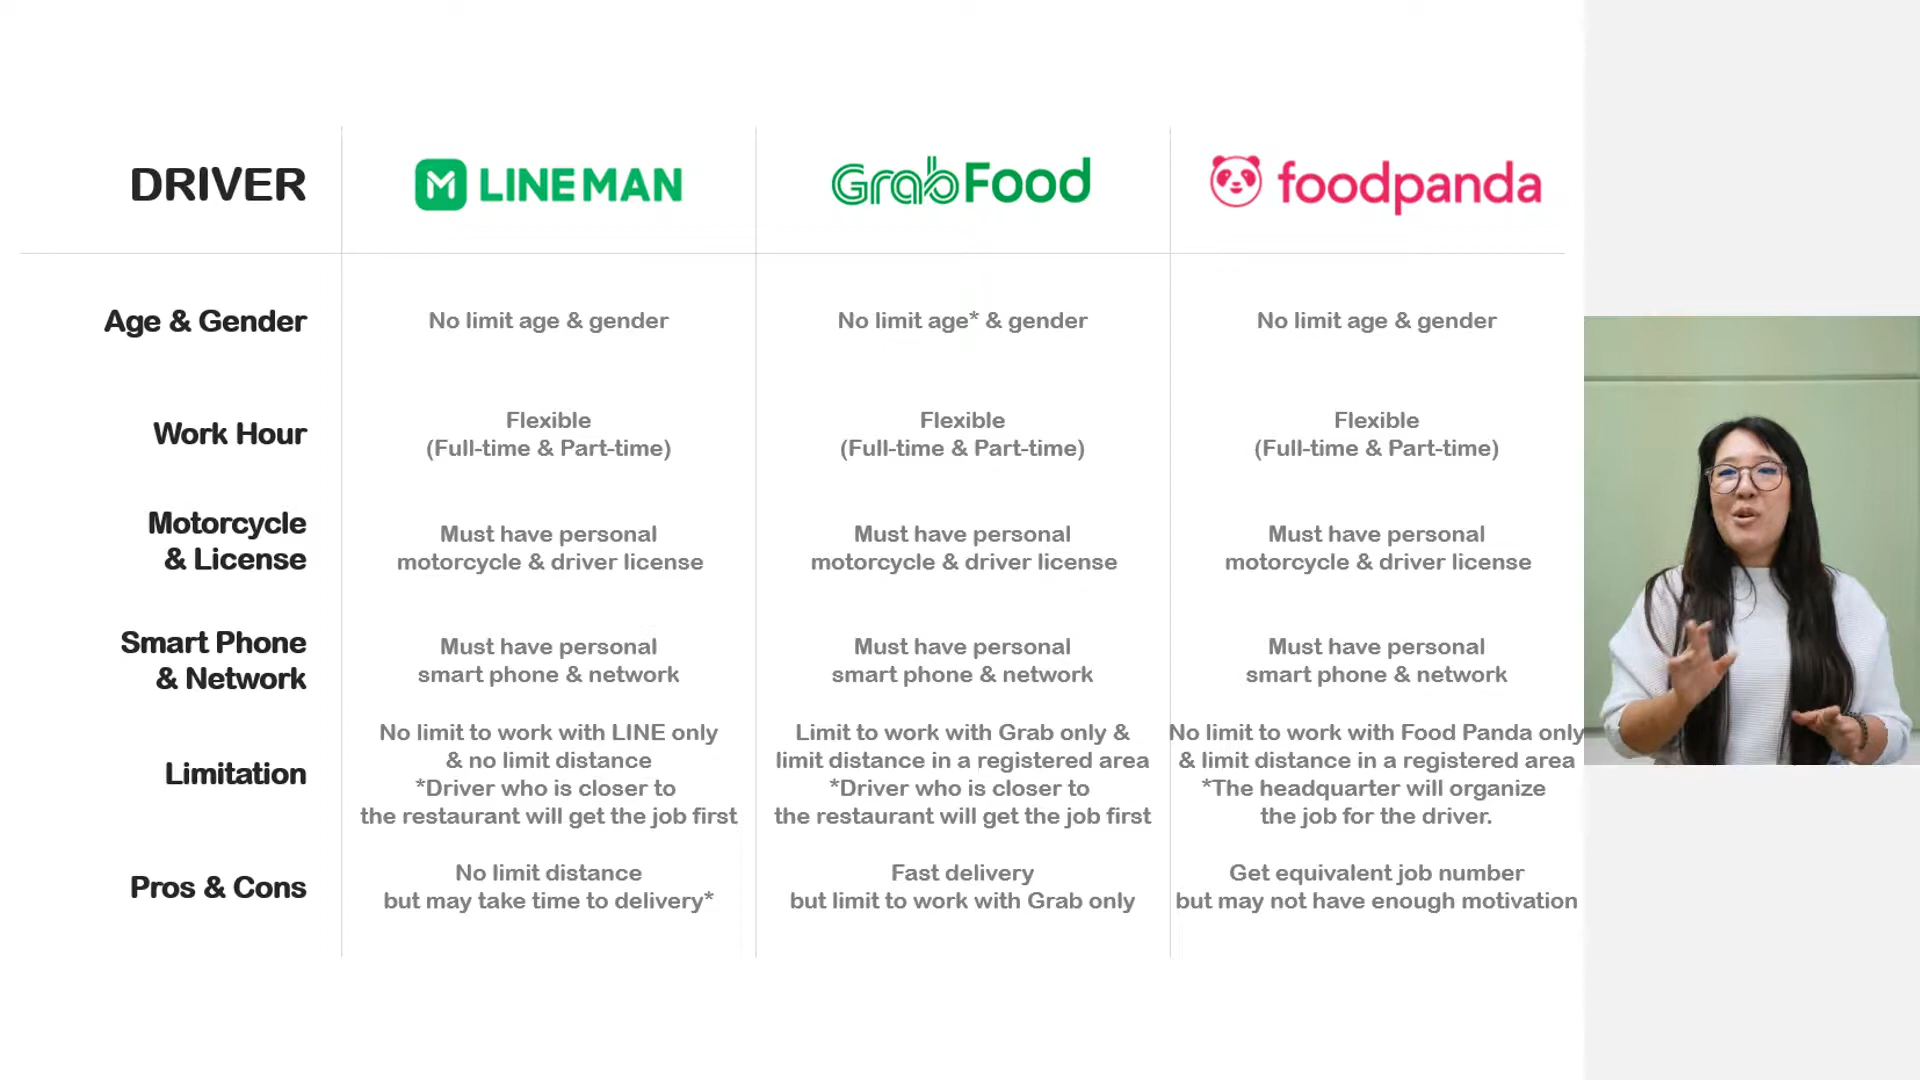 DRIVER
LINE MAN
GrabFood
foodpanda
Age & Gender
No limit age & gender
No limit age* & gender
No limit age & gender
Work Hour
Flexible
(Full-time & Part-time)
Flexible
(Full-time & Part-time)
Flexible
(Full-time & Part-time)
Motorcycle
& License
Must have personal
motorcycle & driver license
Must have personal
motorcycle & driver license
Must have personal
motorcycle & driver license
Smart Phone
& Network
Must have personal
smart phone & network
Must have personal
smart phone & network
Must have personal
smart phone & network
Limitation
No limit to work with LINE only
& no limit distance
*Driver who is closer to
the restaurant will get the job first
Limit to work with Grab only &
limit distance in a registered area
*Driver who is closer to
the restaurant will get the job first
No limit to work with Food Panda only
& limit distance in a registered area
*The headquarter will organize
the job for the driver.
Pros & Cons
No limit distance
but may take time to delivery*
Fast delivery
but limit to work with Grab only
Get equivalent job number
but may not have enough motivation